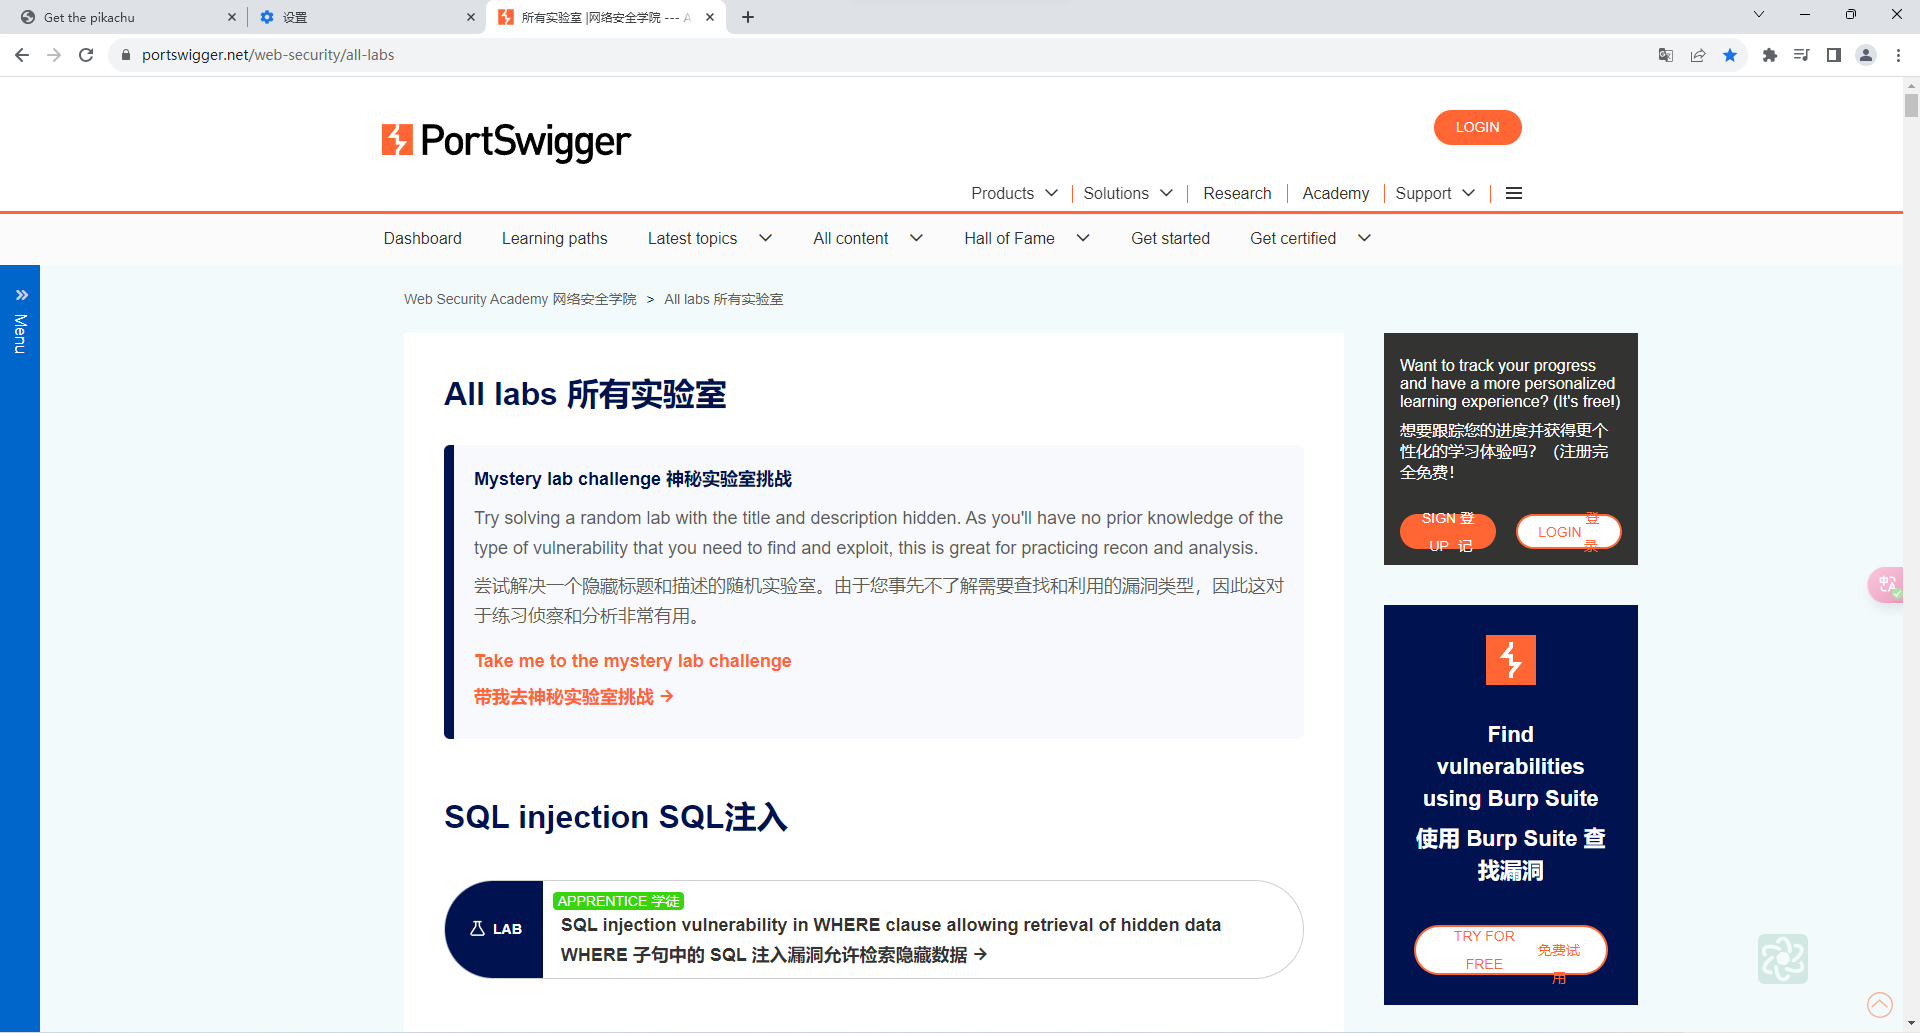 Get the pikachu
设置
所有实验室 |网络安全学院 --- A
portswigger.net/web-security/all-labs
PortSwigger
LOGIN
Products
Solutions
Research
Academy
Support
Dashboard
Learning paths
Latest topics
All content
Hall of Fame
Get started
Get certified
Menu
Web Security Academy 网络安全学院 > All labs 所有实验室
All labs 所有实验室
Mystery lab challenge 神秘实验室挑战
Try solving a random lab with the title and description hidden. As you'll have no prior knowledge of the
type of vulnerability that you need to find and exploit, this is great for practicing recon and analysis.
尝试解决一个隐藏标题和描述的随机实验室。由于您事先不了解需要查找和利用的漏洞类型，因此这对
于练习侦察和分析非常有用。
Take me to the mystery lab challenge
带我去神秘实验室挑战 →
SQL injection SQL注入
LAB
APPRENTICE 学徒
SQL injection vulnerability in WHERE clause allowing retrieval of hidden data
WHERE 子句中的 SQL 注入漏洞允许检索隐藏数据 →
Want to track your progress
and have a more personalized
learning experience? (It's free!)
想要跟踪您的进度并获得更个
性化的学习体验吗？（注册完
全免费！
SIGN 登
UP 记
LOGIN 登
录
Find
vulnerabilities
using Burp Suite
使用 Burp Suite 查
找漏洞
TRY FOR
FREE
免费试
用
中A